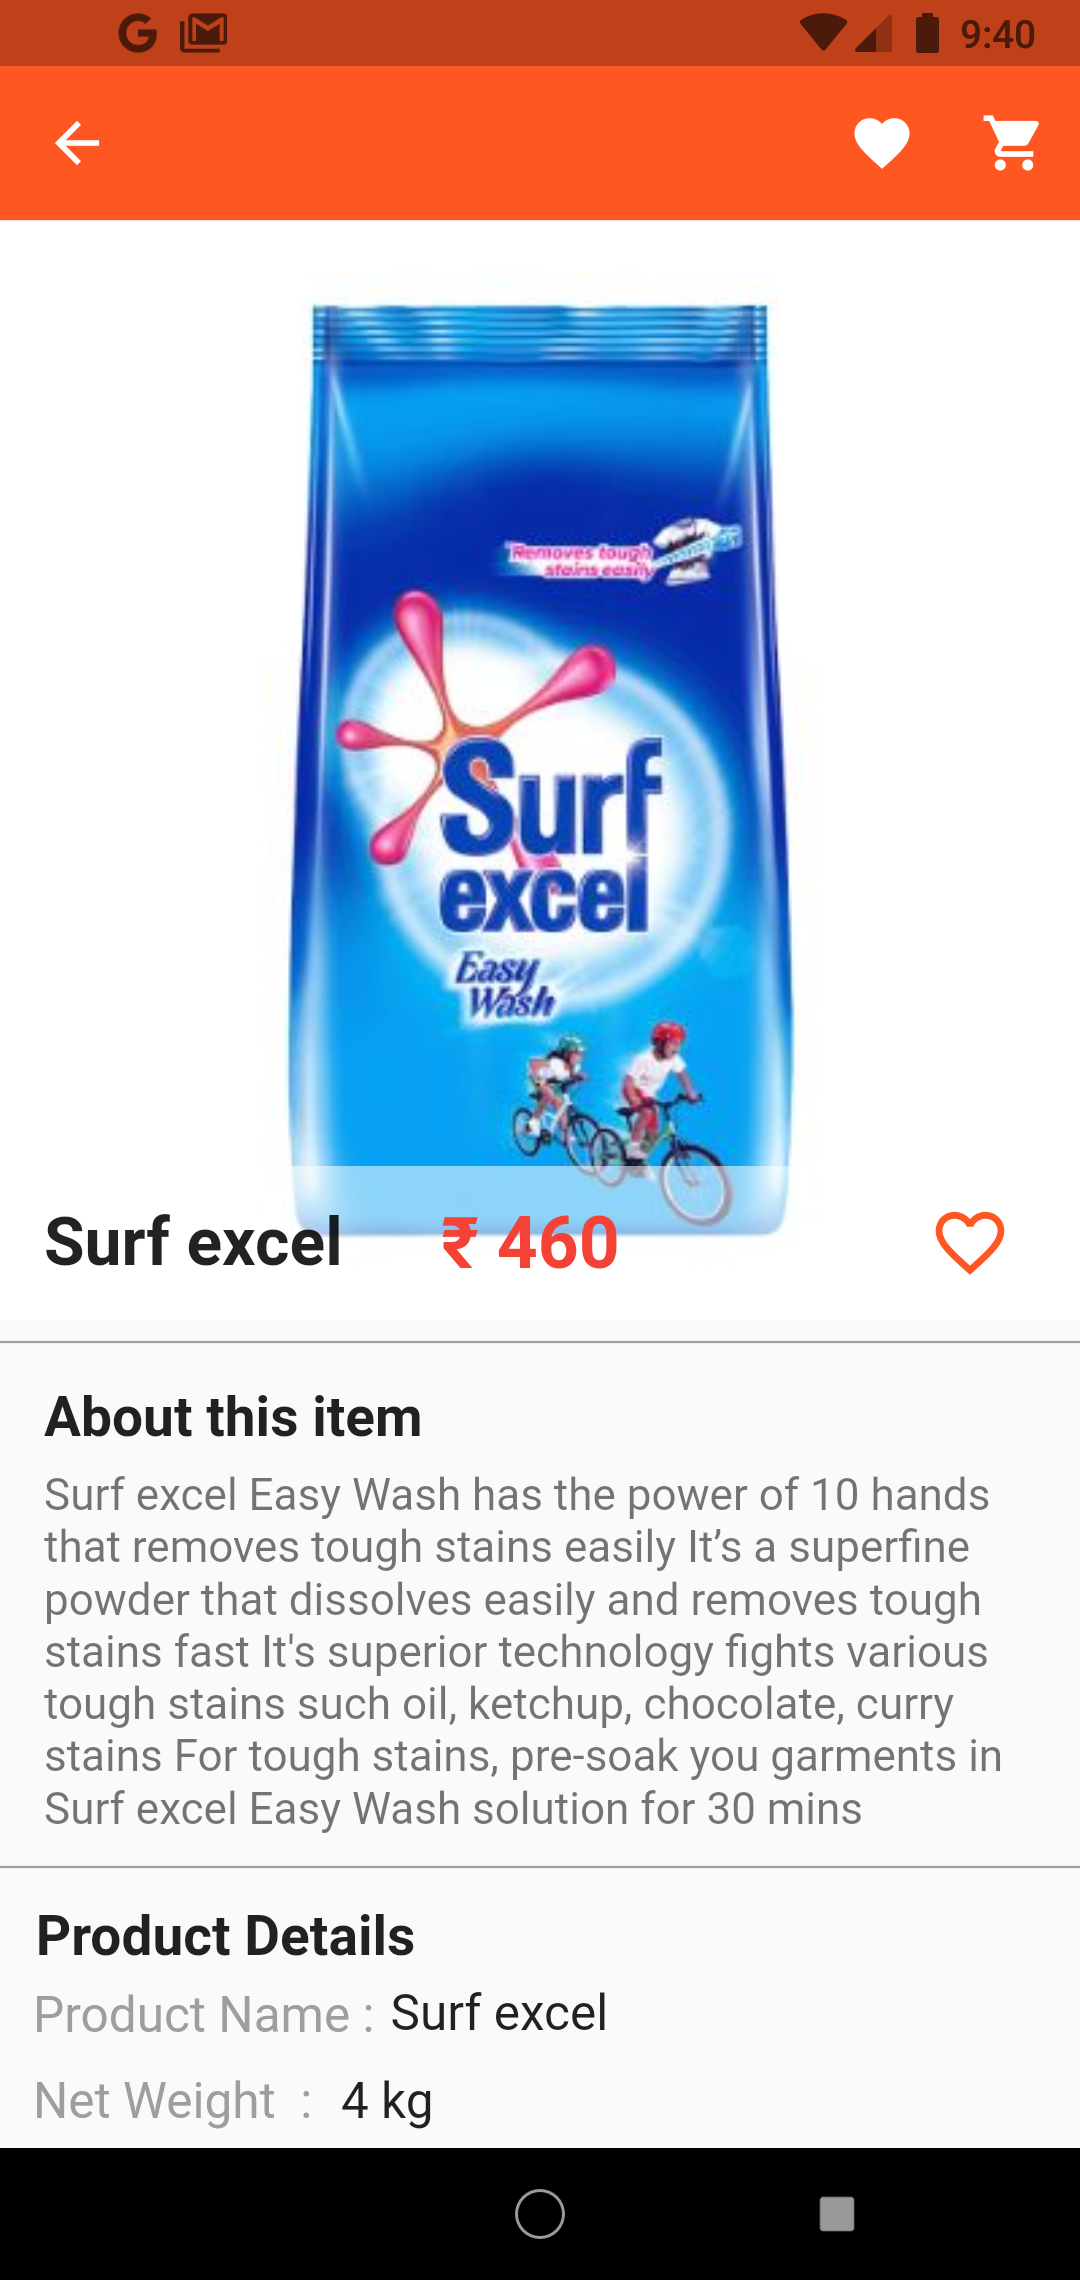 9:40
Removes tough
stains easily
Surf
excel
Easy
Wash
Surf excel ₹ 460
About this item
Surf excel Easy Wash has the power of 10 hands
that removes tough stains easily It’s a superfine
powder that dissolves easily and removes tough
stains fast It's superior technology fights various
tough stains such oil, ketchup, chocolate, curry
stains For tough stains, pre-soak you garments in
Surf excel Easy Wash solution for 30 mins
Product Details
Product Name : Surf excel
Net Weight : 4 kg